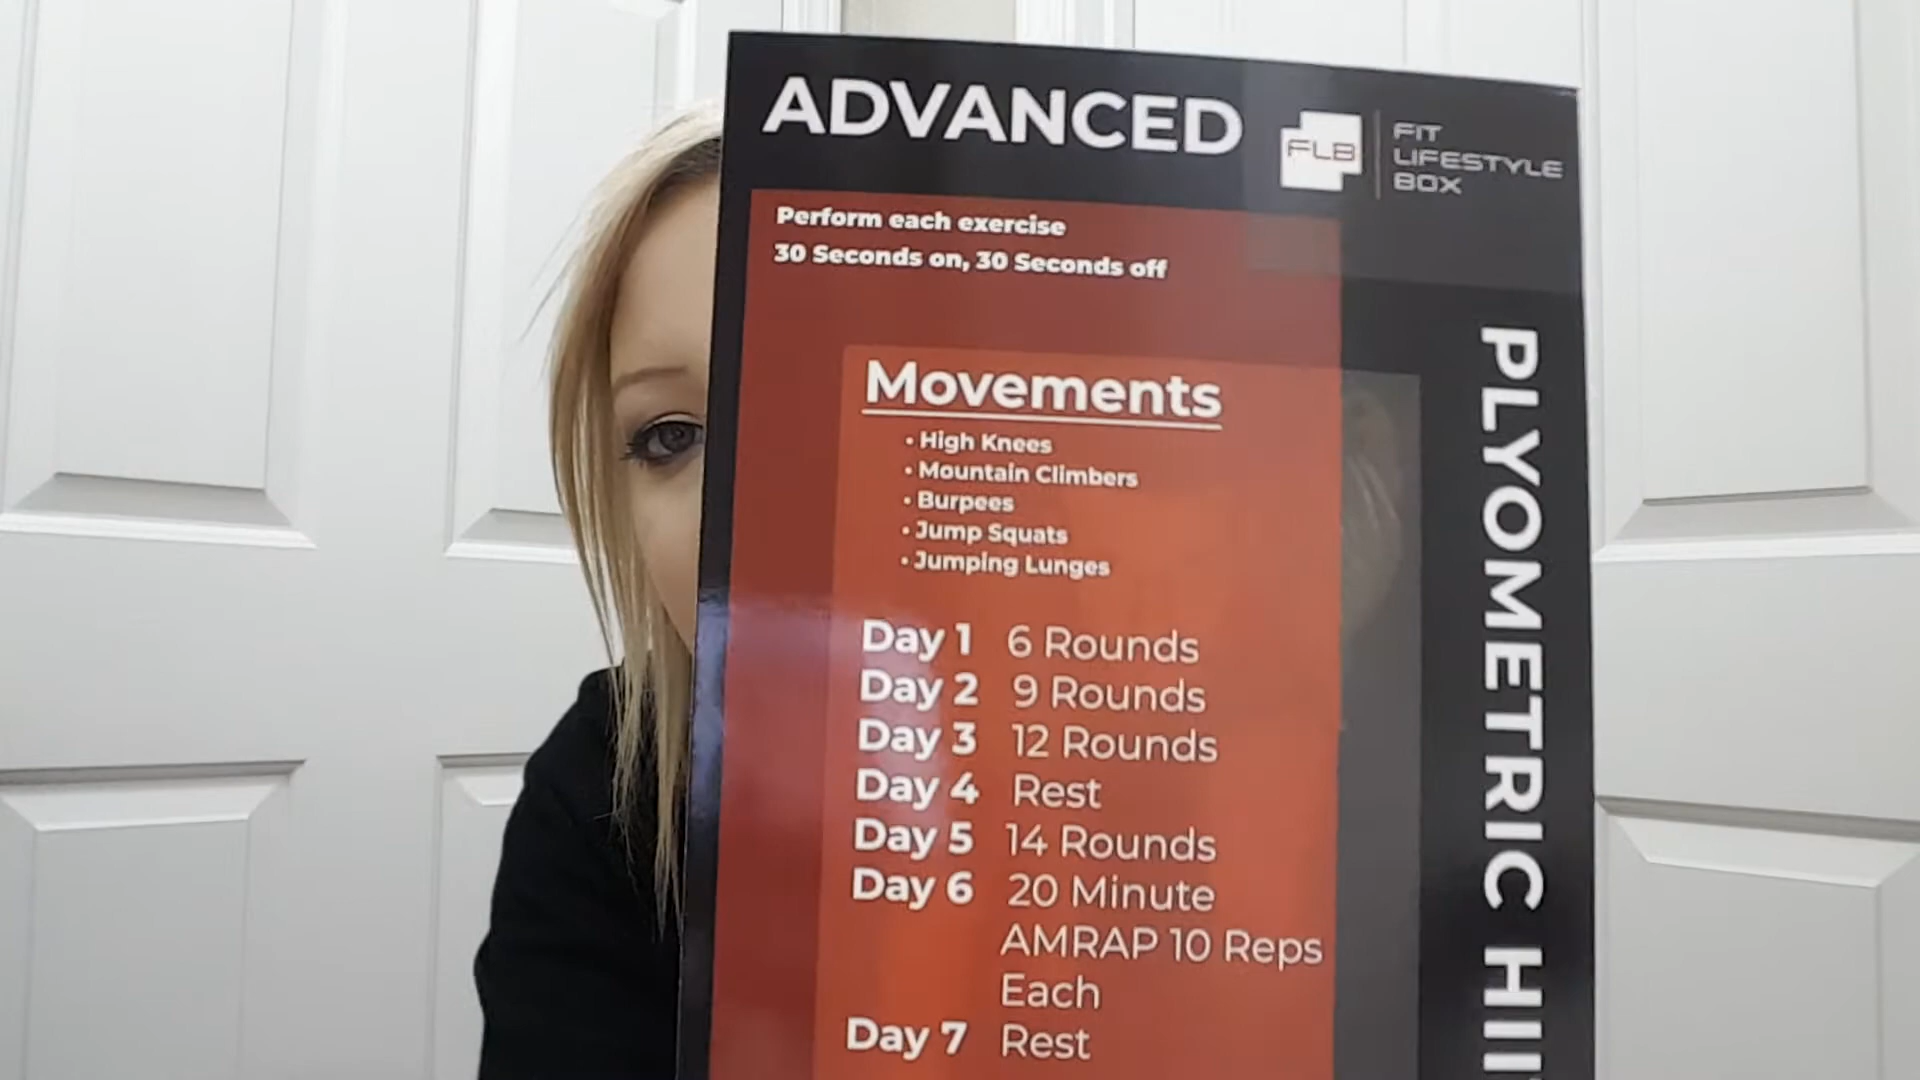 ADVANCED
FLB
FIT
LIFESTYLE
BOX
Perform each exercise
30 Seconds on, 30 Seconds off
Movements
• High Knees
• Mountain Climbers
• Burpees
• Jump Squats
• Jumping Lunges
Day 1 6 Rounds
Day 2 9 Rounds
Day 3 12 Rounds
Day 4 Rest
Day 5 14 Rounds
Day 6 20 Minute
AMRAP 10 Reps
Each
Day 7 Rest
PLYOMETRIC HII